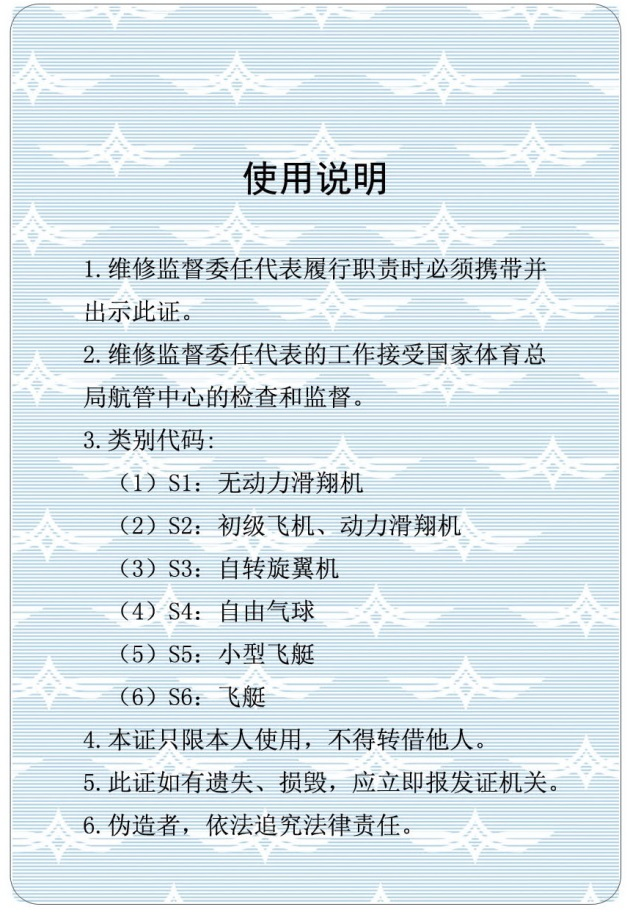 使用说明
1.维修监督委任代表履行职责时必须携带并
出示此证。
2.维修监督委任代表的工作接受国家体育总
局航管中心的检查和监督。
3.类别代码:
（1）S1：无动力滑翔机
（2）S2：初级飞机、动力滑翔机
（3）S3：自转旋翼机
（4）S4：自由气球
（5）S5：小型飞艇
（6）S6：飞艇
4.本证只限本人使用，不得转借他人。
5.此证如有遗失、损毁，应立即报发证机关。
6.伪造者，依法追究法律责任。